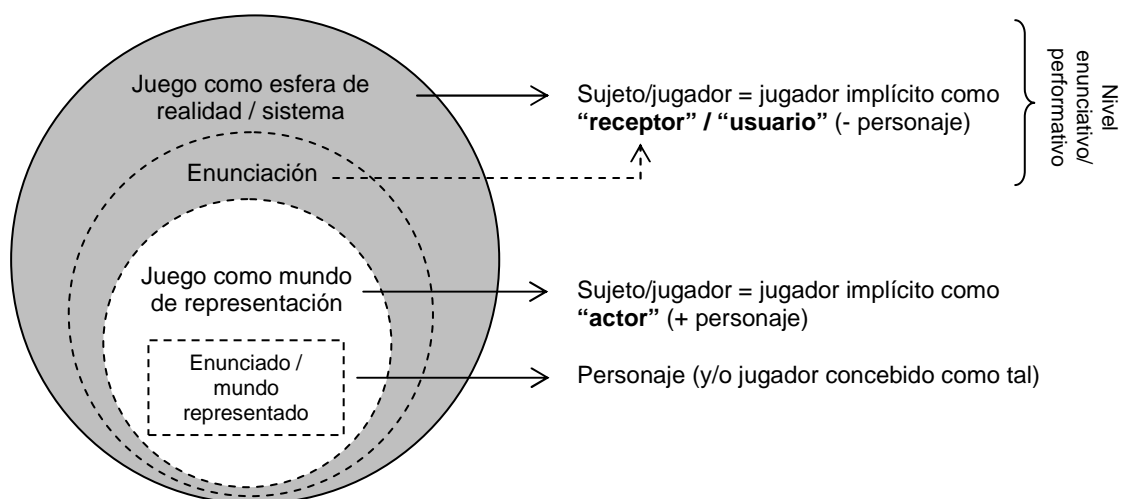 Juego como esfera de
realidad / sistema
Sujeto/jugador = jugador implícito como
“receptor” / “usuario” (- personaje)
Nivel
enunciativo/
performativo
Enunciación
Juego como mundo
de representación
Sujeto/jugador = jugador implícito como
“actor” (+ personaje)
Enunciado /
mundo
representado
Personaje (y/o jugador concebido como tal)